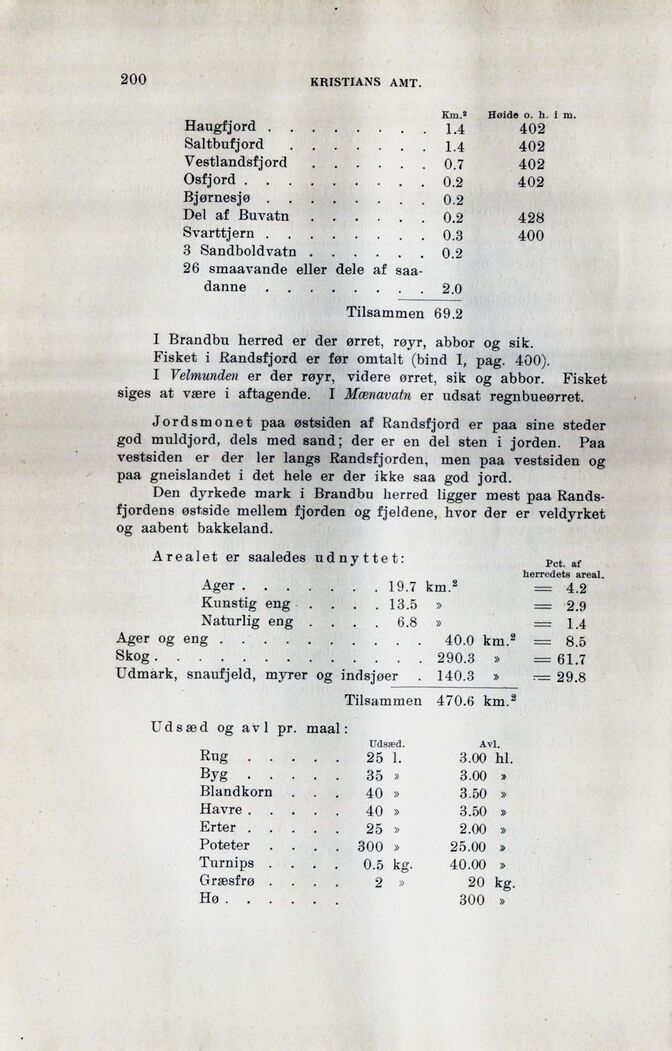 200 KRISTIANS AMT.
Km.² Høide o. h. i m.
Haugfjord . . . . . . . . 1.4 402
Saltbufjord . . . . . . . 1.4 402
Vestlandsfjord . . . . . . 0.7 402
Osfjord . . . . . . . . . 0.2 402
Bjørnesjø . . . . . . . . 0.2
Del af Buvatn . . . . . . 0.2 428
Svarttjern . . . . . . . . 0.3 400
3 Sandboldvatn . . . . . . 0.2
26 smaavande eller dele af saa-
danne . . . . . . . . 2.0
Tilsammen 69.2
I Brandbu herred er der ørret, røyr, abbor og sik.
Fisket i Randsfjord er før omtalt (bind I, pag. 400).
I Velmunden er der røyr, videre ørret, sik og abbor. Fisket
siges at være i aftagende. I Mænavatn er udsat regnbueørret.
Jordsmonet paa østsiden af Randsfjord er paa sine steder
god muldjord, dels med sand; der er en del sten i jorden. Paa
vestsiden er der ler langs Randsfjorden, men paa vestsiden og
paa gneislandet i det hele er der ikke saa god jord.
Den dyrkede mark i Brandbu herred ligger mest paa Rands-
fjordens østside mellem fjorden og fjeldene, hvor der er veldyrket
og aabent bakkeland.
Arealet er saaledes udnyttet: Pct. af
herredets areal.
Ager . . . . . . . 19.7 km.² = 4.2
Kunstig eng . . . . 13.5 » = 2.9
Naturlig eng . . . . 6.8 » = 1.4
Ager og eng . . . . . . . . . 40.0 km.² = 8.5
Skog . . . . . . . . . . . . 290.3 » = 61.7
Udmark, snaufjeld, myrer og indsjøer . 140.3 » = 29.8
Tilsammen 470.6 km.²
Udsæd og avl pr. maal:
Udsæd. Avl.
Rug . . . . . 25 l. 3.00 hl.
Byg . . . . . 35 » 3.00 »
Blandkorn . . . 40 » 3.50 »
Havre . . . . . 40 » 3.50 »
Erter . . . . . 25 » 2.00 »
Poteter . . . . 300 » 25.00 »
Turnips . . . . 0.5 kg. 40.00 »
Græsfrø . . . . 2 » 20 kg.
Hø . . . . . . 300 »